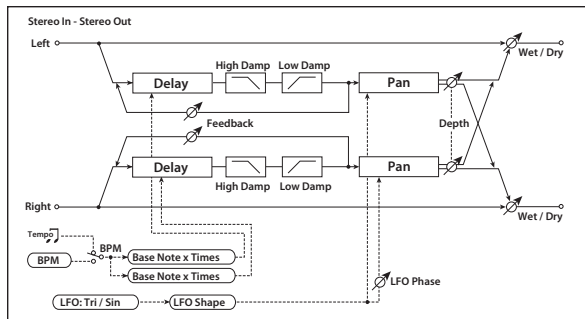 Stereo In - Stereo Out
Left
Wet / Dry
High Damp
Low Damp
Delay
Pan
Feedback
Depth
Delay
Pan
High Damp
Low Damp
Right
Wet / Dry
Tempo
BPM
BPM
Base Note x Times
Base Note x Times
LFO Phase
LFO: Tri / Sin
LFO Shape